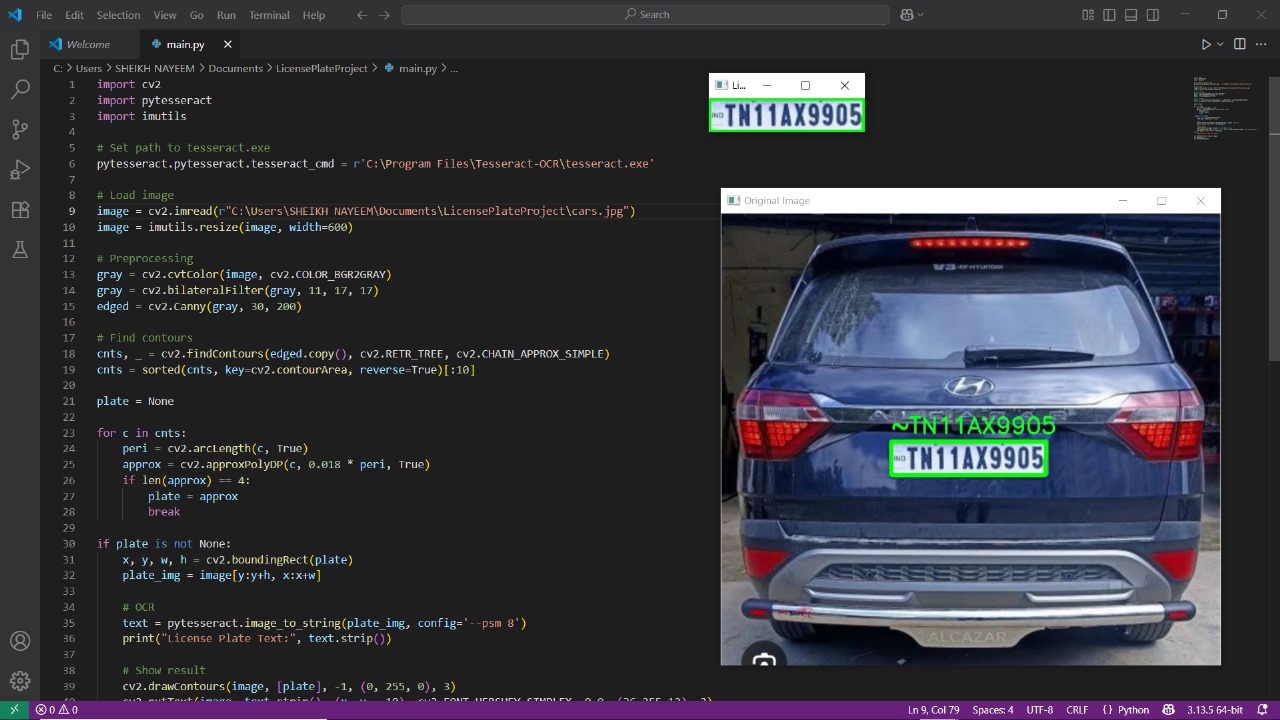 File Edit Selection View Go Run Terminal Help
Search
Welcome
main.py
C: > Users > SHEIKH NAYEEM > Documents > LicensePlateProject > main.py > ...
1 import cv2
2 import pytesseract
3 import imutils
4
5 # Set path to tesseract.exe
6 pytesseract.pytesseract.tesseract_cmd = r'C:\Program Files\Tesseract-OCR\tesseract.exe'
7
8 # Load image
9 image = cv2.imread(r"C:\Users\SHEIKH NAYEEM\Documents\LicensePlateProject\cars.jpg")
10 image = imutils.resize(image, width=600)
11
12 # Preprocessing
13 gray = cv2.cvtColor(image, cv2.COLOR_BGR2GRAY)
14 gray = cv2.bilateralFilter(gray, 11, 17, 17)
15 edged = cv2.Canny(gray, 30, 200)
16
17 # Find contours
18 cnts, _ = cv2.findContours(edged.copy(), cv2.RETR_TREE, cv2.CHAIN_APPROX_SIMPLE)
19 cnts = sorted(cnts, key=cv2.contourArea, reverse=True)[:10]
20
21 plate = None
22
23 for c in cnts:
24 peri = cv2.arcLength(c, True)
25 approx = cv2.approxPolyDP(c, 0.018 * peri, True)
26 if len(approx) == 4:
27 plate = approx
28 break
29
30 if plate is not None:
31 x, y, w, h = cv2.boundingRect(plate)
32 plate_img = image[y:y+h, x:x+w]
33
34 # OCR
35 text = pytesseract.image_to_string(plate_img, config='--psm 8')
36 print("License Plate Text:", text.strip())
37
38 # Show result
39 cv2.drawContours(image, [plate], -1, (0, 255, 0), 3)
Li...
IND TN11AX9905
Original Image
HYUNDAI
~TN11AX9905
IND TN11AX9905
ALCAZAR
0 0
Ln 9, Col 79 Spaces: 4 UTF-8 CRLF {} Python 3.13.5 64-bit